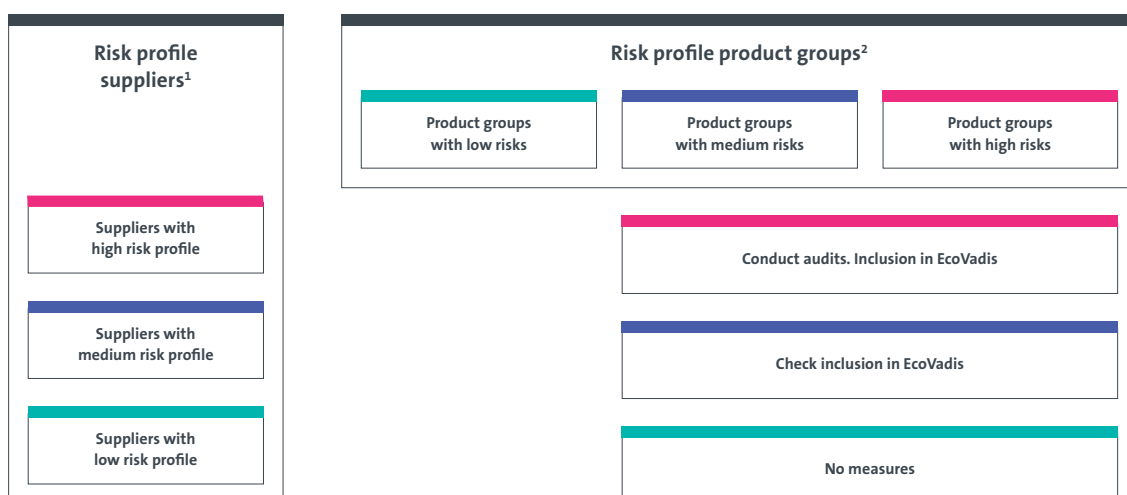 Risk profile
suppliers¹
Risk profile product groups²
Product groups
with low risks
Product groups
with medium risks
Product groups
with high risks
Suppliers with
high risk profile
Conduct audits. Inclusion in EcoVadis
Suppliers with
medium risk profile
Check inclusion in EcoVadis
Suppliers with
low risk profile
No measures